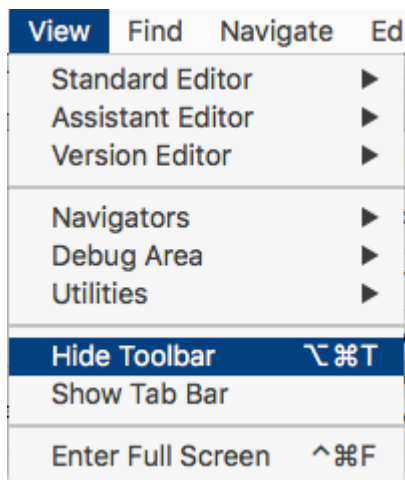 View Find Navigate Ed
Standard Editor ▶
Assistant Editor ▶
Version Editor ▶
Navigators ▶
Debug Area ▶
Utilities ▶
Hide Toolbar ⌥⌘T
Show Tab Bar
Enter Full Screen ^⌘F